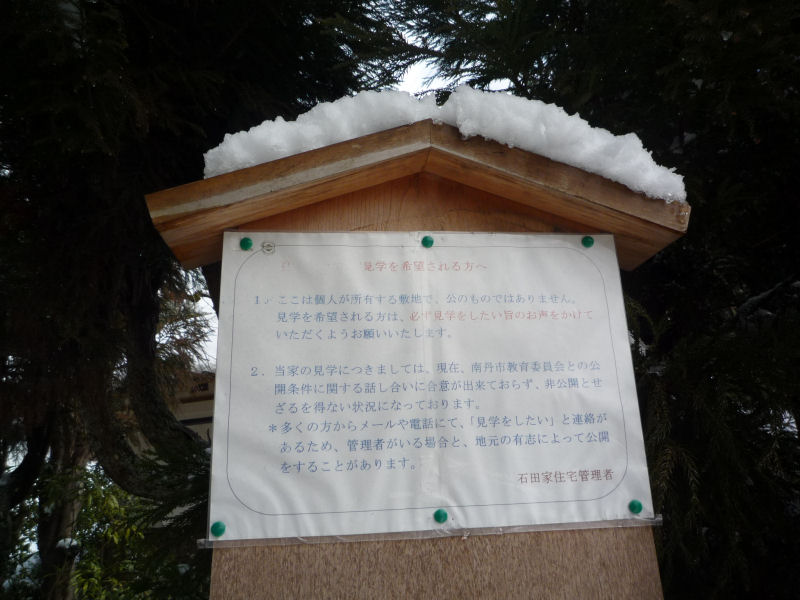 見学を希望される方へ
1. ここは個人が所有する敷地で、公のものではありません。
見学を希望される方は、必ず見学をしたい旨のお声をかけて
いただくようお願いいたします。
2. 当家の見学につきましては、現在、南丹市教育委員会との公
開条件に関する話し合いに合意が出来ておらず、非公開とせ
ざるを得ない状況になっております。
*多くの方からメールや電話にて、「見学をしたい」と連絡が
あるため、管理者がいる場合と、地元の有志によって公開
をすることがあります。
石田家住宅管理者